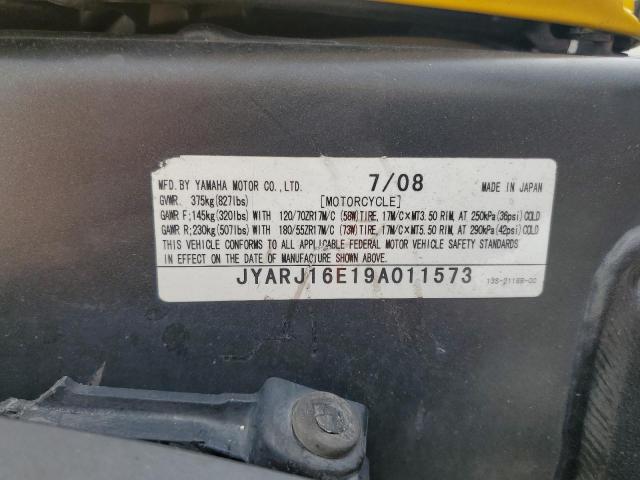 MFD. BY YAMAHA MOTOR CO., LTD. 7/08 MADE IN JAPAN
GVWR. 375kg(827lbs) [MOTORCYCLE]
GAWR F;145kg(320lbs) WITH 120/70ZR17M/C (58W)TIRE, 17M/C×MT3.50 RIM, AT 250kPa(36psi)COLD
GAWR R;230kg(507lbs) WITH 180/55ZR17M/C (73W)TIRE, 17M/C×MT5.50 RIM, AT 290kPa(42psi)COLD
THIS VEHICLE CONFORMS TO ALL APPLICABLE FEDERAL MOTOR VEHICLE SAFETY STANDARDS
IN EFFECT ON THE DATE OF MANUFACTURE SHOWN ABOVE.
JYARJ16E19A011573 13S-2118B-00